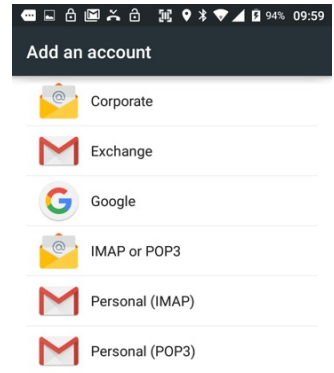 94% 09:59
Add an account
Corporate
Exchange
Google
IMAP or POP3
Personal (IMAP)
Personal (POP3)